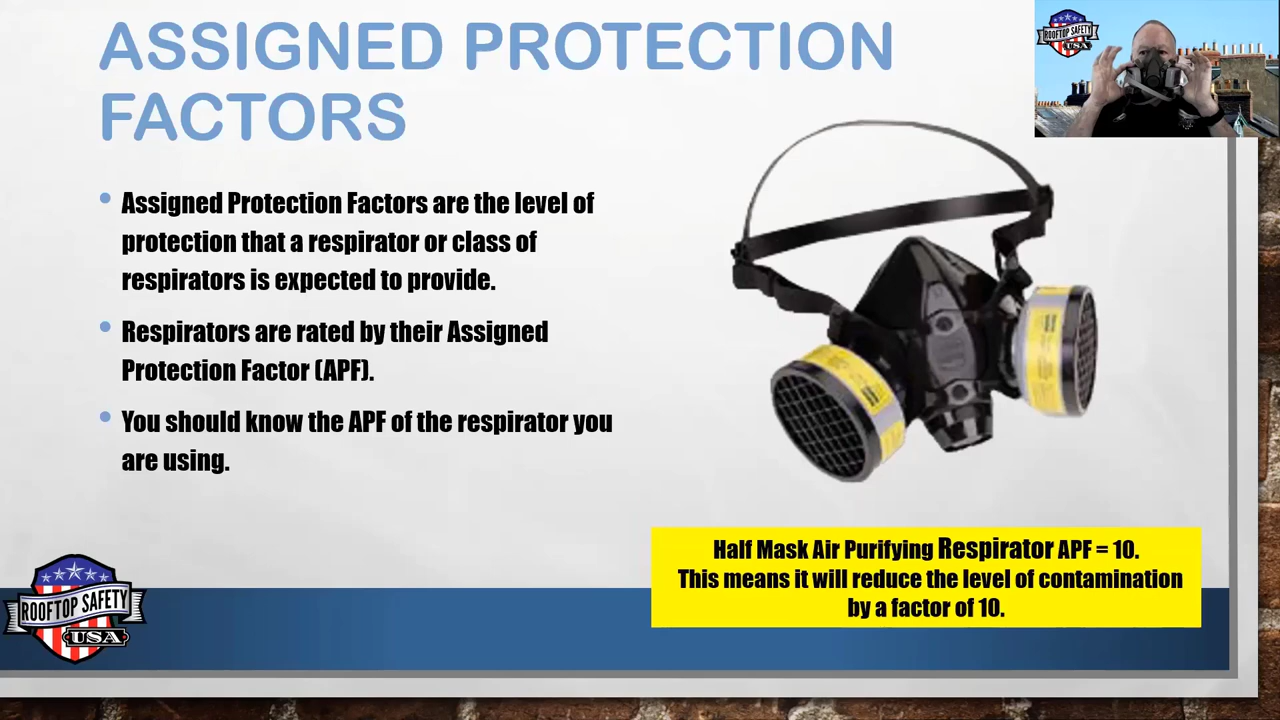 ASSIGNED PROTECTION
FACTORS
ROOFTOP SAFETY
USA
Assigned Protection Factors are the level of
protection that a respirator or class of
respirators is expected to provide.
Respirators are rated by their Assigned
Protection Factor (APF).
You should know the APF of the respirator you
are using.
Half Mask Air Purifying Respirator APF = 10.
This means it will reduce the level of contamination
by a factor of 10.
ROOFTOP SAFETY
USA